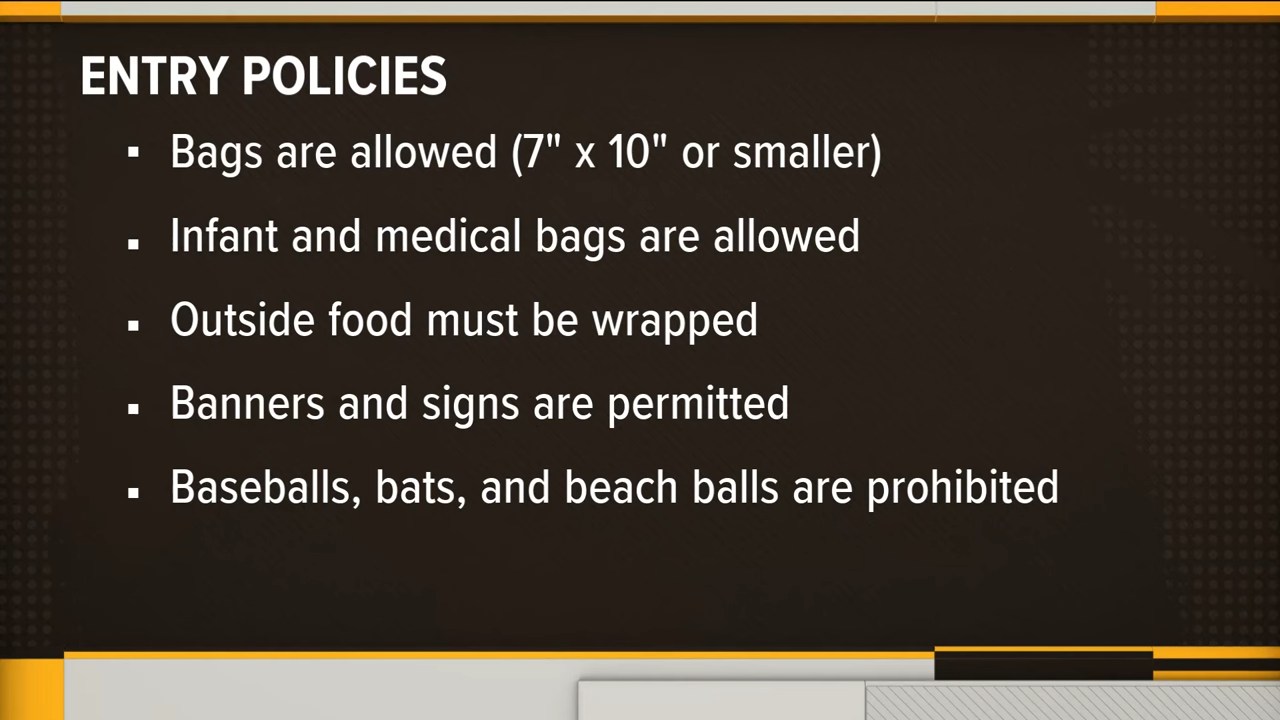 ENTRY POLICIES
▪ Bags are allowed (7" x 10" or smaller)
▪ Infant and medical bags are allowed
▪ Outside food must be wrapped
▪ Banners and signs are permitted
▪ Baseballs, bats, and beach balls are prohibited